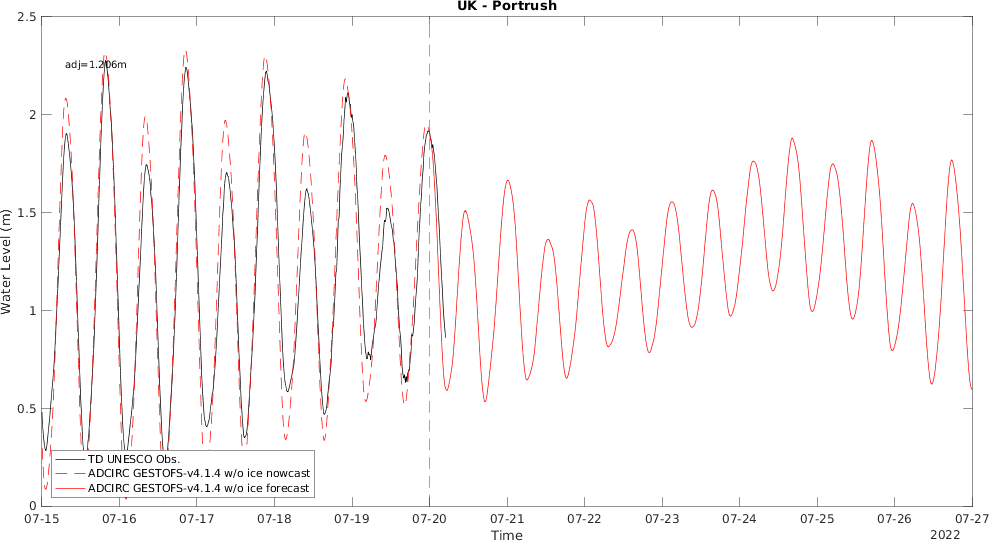 UK - Portrush
adj=1.206m
Water Level (m)
2.5
2
1.5
1
0.5
0
TD UNESCO Obs.
ADCIRC GESTOFS-v4.1.4 w/o ice nowcast
ADCIRC GESTOFS-v4.1.4 w/o ice forecast
07-15 07-16 07-17 07-18 07-19 07-20 07-21 07-22 07-23 07-24 07-25 07-26 07-27
Time
2022